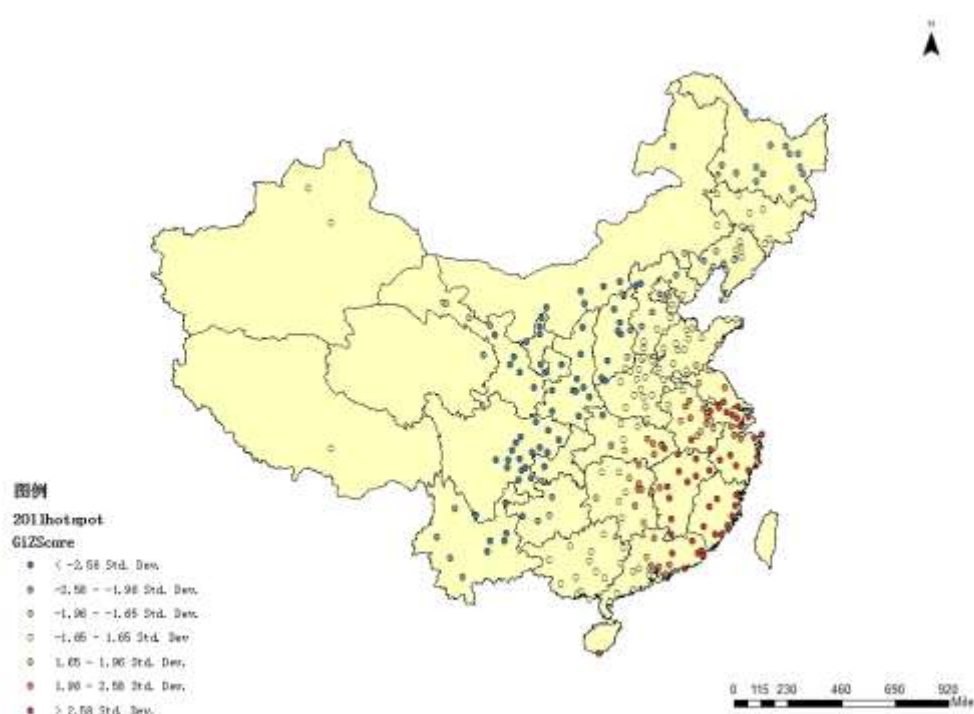 N
图例
2011hotspot
GiZScore
< -2.58 Std. Dev.
-2.58 - -1.96 Std. Dev.
-1.96 - -1.65 Std. Dev.
-1.65 - 1.65 Std. Dev
1.65 - 1.96 Std. Dev.
1.96 - 2.58 Std. Dev.
> 2.58 Std. Dev.
0 115 230 460 690 920
Mile